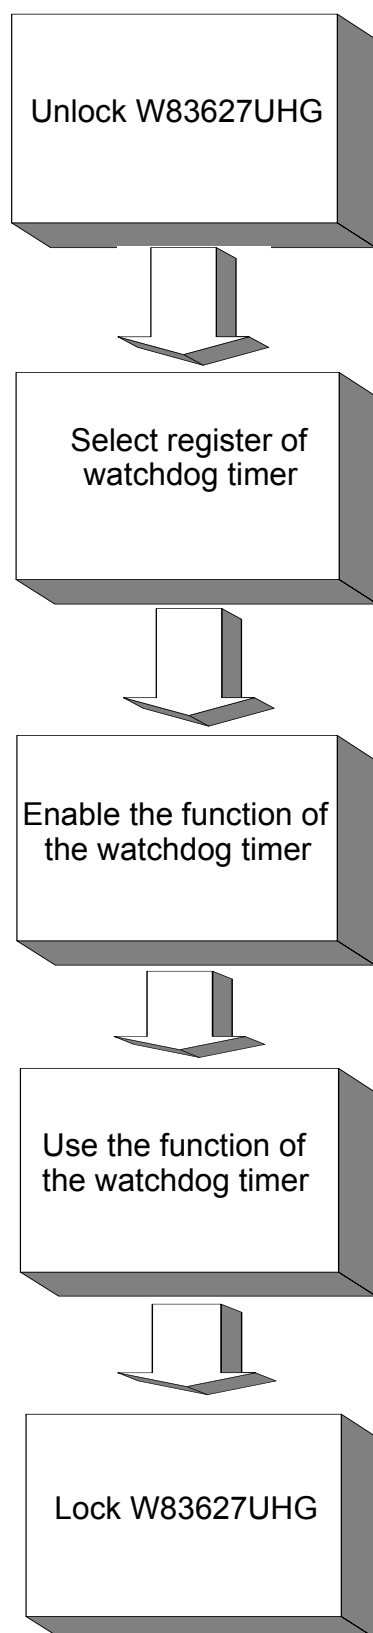 Unlock W83627UHG
Select register of
watchdog timer
Enable the function of
the watchdog timer
Use the function of
the watchdog timer
Lock W83627UHG